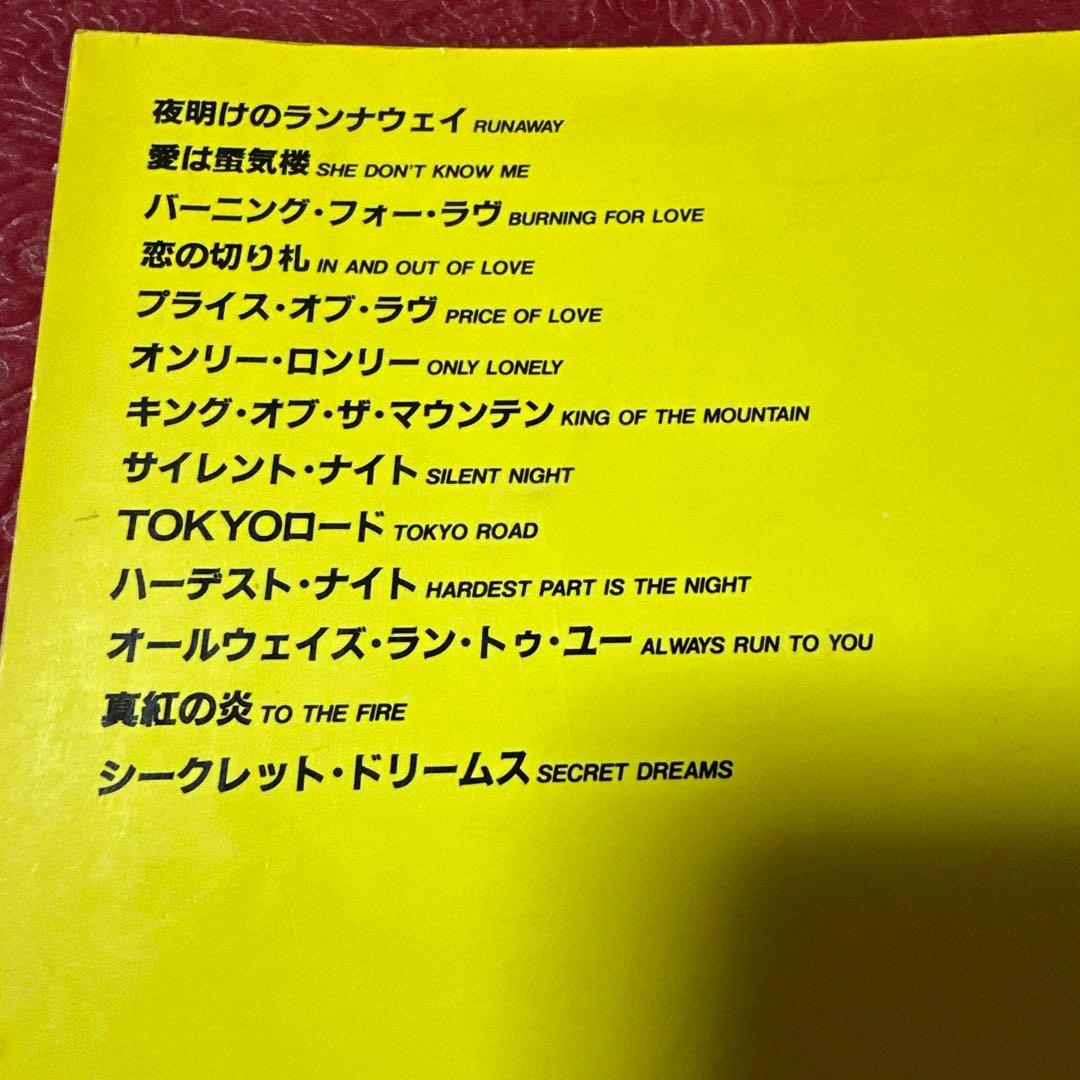 夜明けのランナウェイ RUNAWAY
愛は蜃気楼 SHE DON'T KNOW ME
バーニング・フォー・ラヴ BURNING FOR LOVE
恋の切り札 IN AND OUT OF LOVE
プライス・オブ・ラヴ PRICE OF LOVE
オンリー・ロンリー ONLY LONELY
キング・オブ・ザ・マウンテン KING OF THE MOUNTAIN
サイレント・ナイト SILENT NIGHT
TOKYOロード TOKYO ROAD
ハーデスト・ナイト HARDEST PART IS THE NIGHT
オールウェイズ・ラン・トゥ・ユー ALWAYS RUN TO YOU
真紅の炎 TO THE FIRE
シークレット・ドリームス SECRET DREAMS